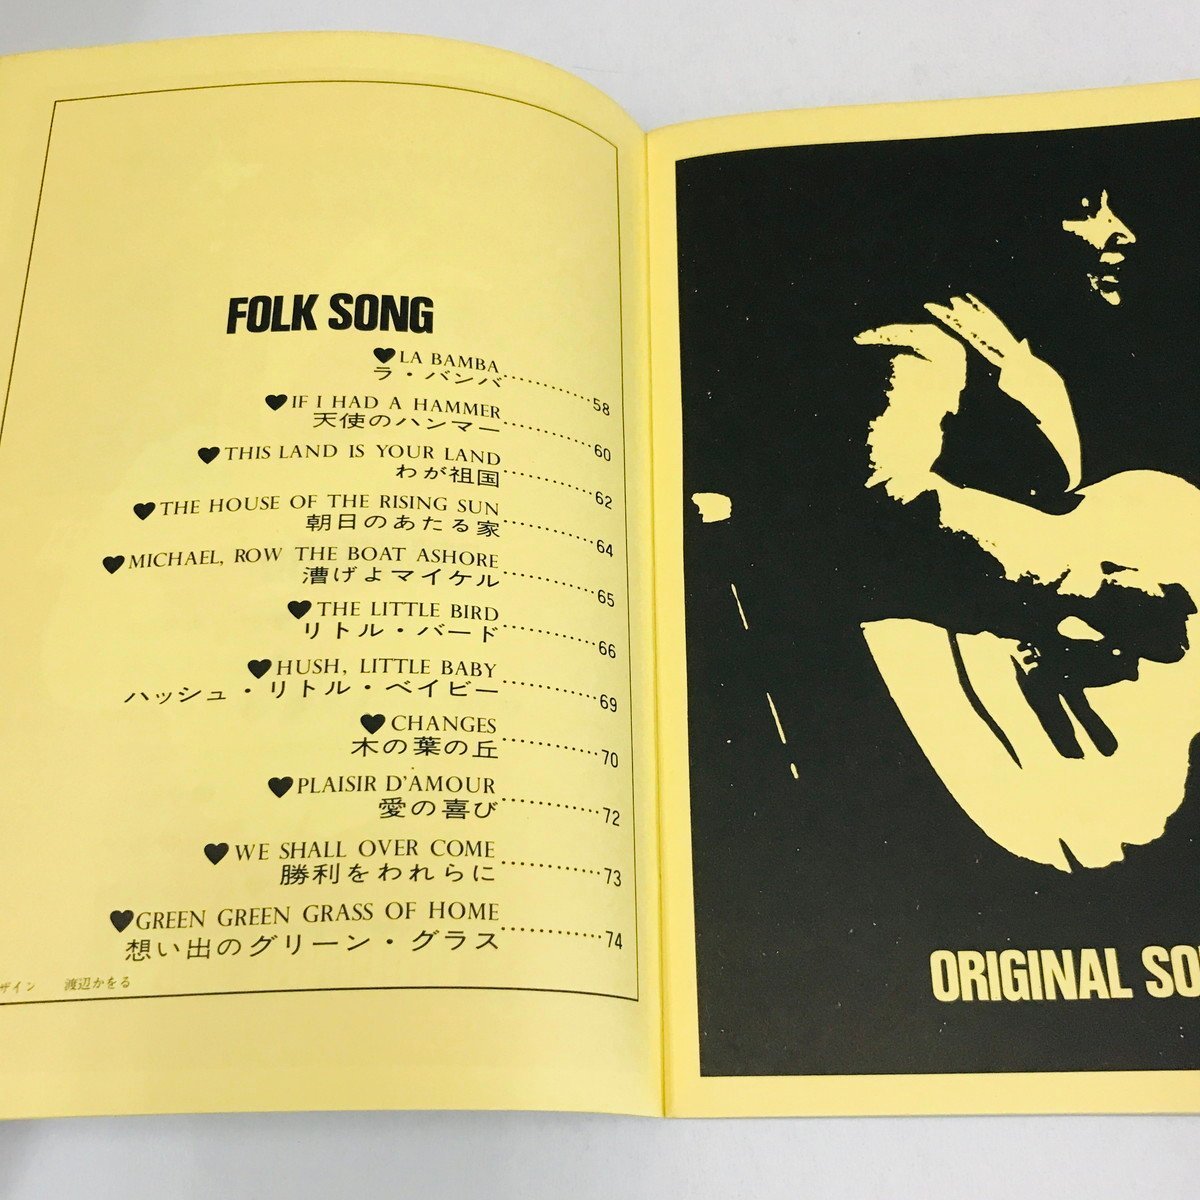 FOLK SONG
♥LA BAMBA
ラ・バンバ…………58
♥IF I HAD A HAMMER
天使のハンマー…………60
♥THIS LAND IS YOUR LAND
わが祖国…………62
♥THE HOUSE OF THE RISING SUN
朝日のあたる家…………64
♥MICHAEL, ROW THE BOAT ASHORE
漕げよマイケル…………65
♥THE LITTLE BIRD
リトル・バード…………66
♥HUSH, LITTLE BABY
ハッシュ・リトル・ベイビー…………69
♥CHANGES
木の葉の丘…………70
♥PLAISIR D'AMOUR
愛の喜び…………72
♥WE SHALL OVER COME
勝利をわれらに…………73
♥GREEN GREEN GRASS OF HOME
想い出のグリーン・グラス…………74
ザイン　渡辺かをる
ORIGINAL SO